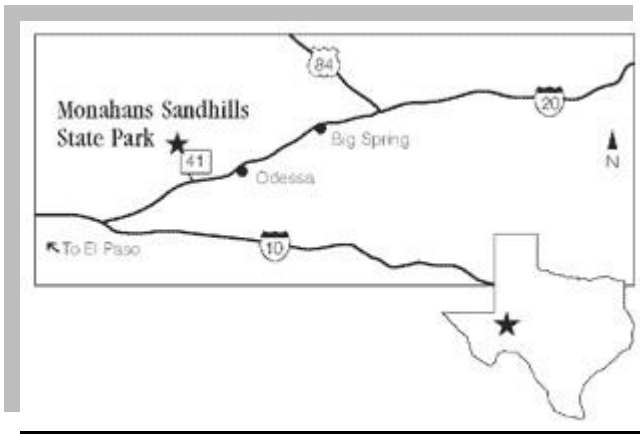 84
20
Monahans Sandhills
State Park
41
Big Spring
N
Odessa
To El Paso
10